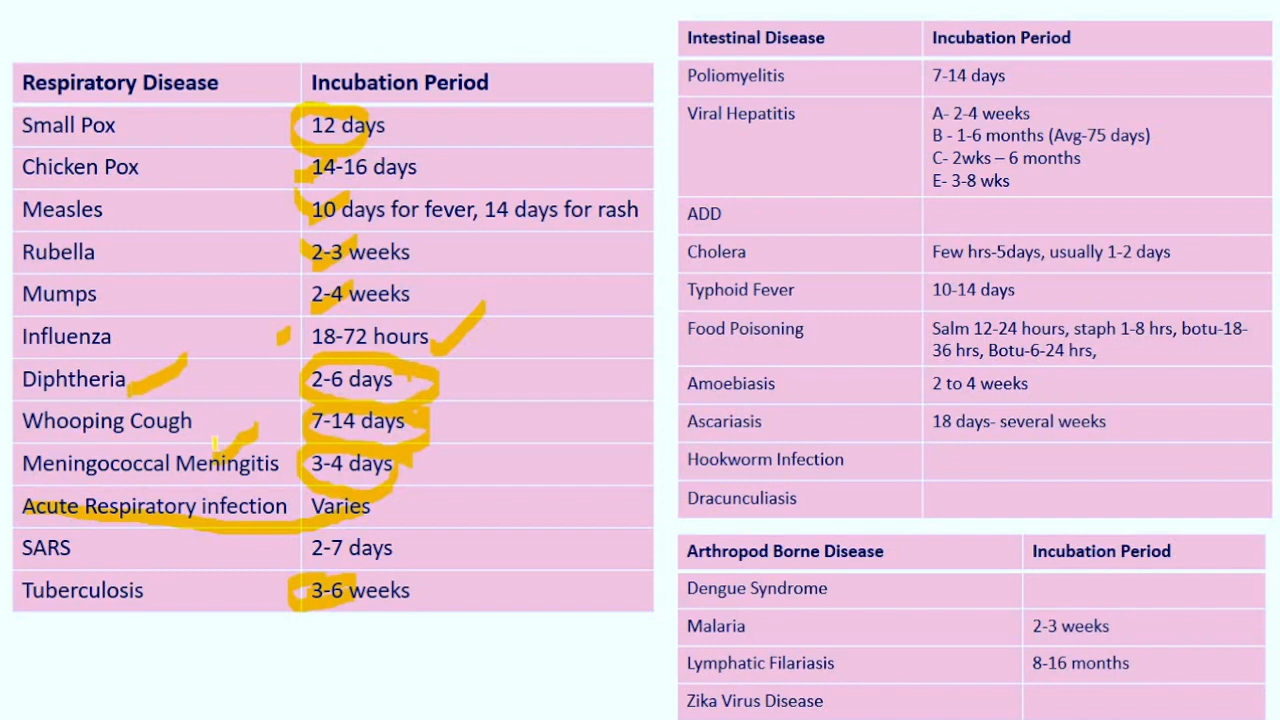 Respiratory Disease Incubation Period
Small Pox 12 days
Chicken Pox 14-16 days
Measles 10 days for fever, 14 days for rash
Rubella 2-3 weeks
Mumps 2-4 weeks
Influenza 18-72 hours
Diphtheria 2-6 days
Whooping Cough 7-14 days
Meningococcal Meningitis 3-4 days
Acute Respiratory infection Varies
SARS 2-7 days
Tuberculosis 3-6 weeks
Intestinal Disease Incubation Period
Poliomyelitis 7-14 days
Viral Hepatitis A- 2-4 weeks
B - 1-6 months (Avg-75 days)
C- 2wks – 6 months
E- 3-8 wks
ADD
Cholera Few hrs-5days, usually 1-2 days
Typhoid Fever 10-14 days
Food Poisoning Salm 12-24 hours, staph 1-8 hrs, botu-18-
36 hrs, Botu-6-24 hrs,
Amoebiasis 2 to 4 weeks
Ascariasis 18 days- several weeks
Hookworm Infection
Dracunculiasis
Arthropod Borne Disease Incubation Period
Dengue Syndrome
Malaria 2-3 weeks
Lymphatic Filariasis 8-16 months
Zika Virus Disease